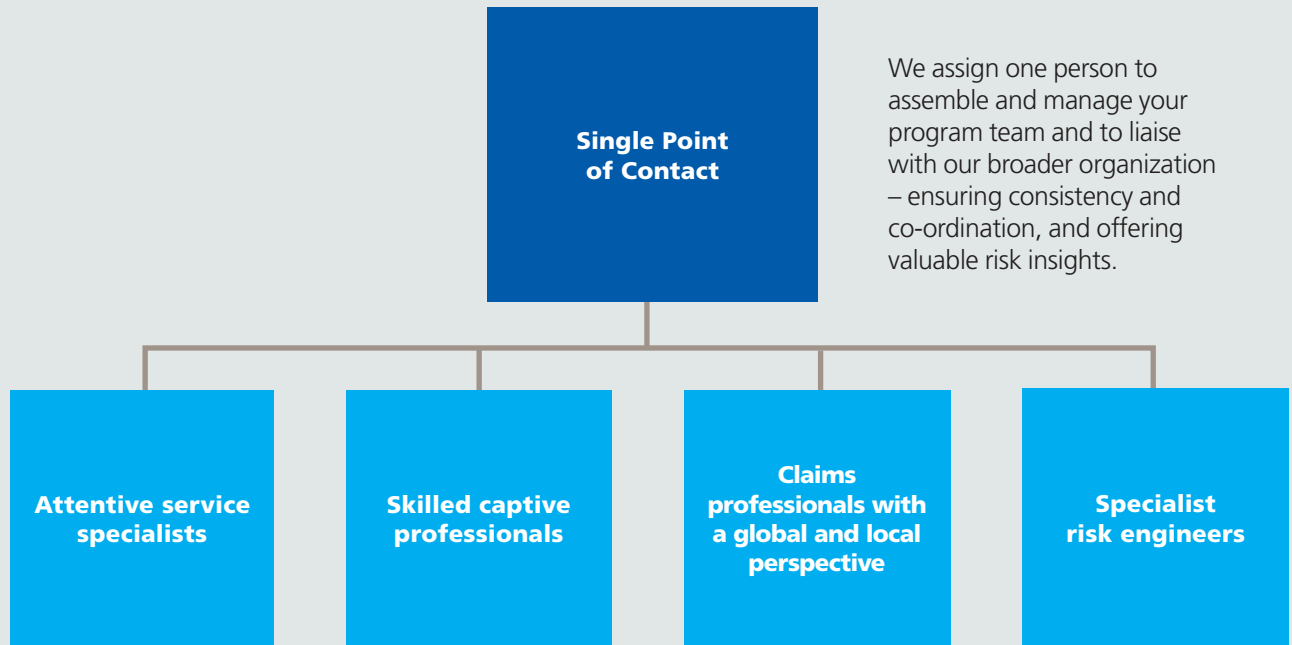 Single Point
of Contact
We assign one person to
assemble and manage your
program team and to liaise
with our broader organization
– ensuring consistency and
co-ordination, and offering
valuable risk insights.
Attentive service
specialists
Skilled captive
professionals
Claims
professionals with
a global and local
perspective
Specialist
risk engineers